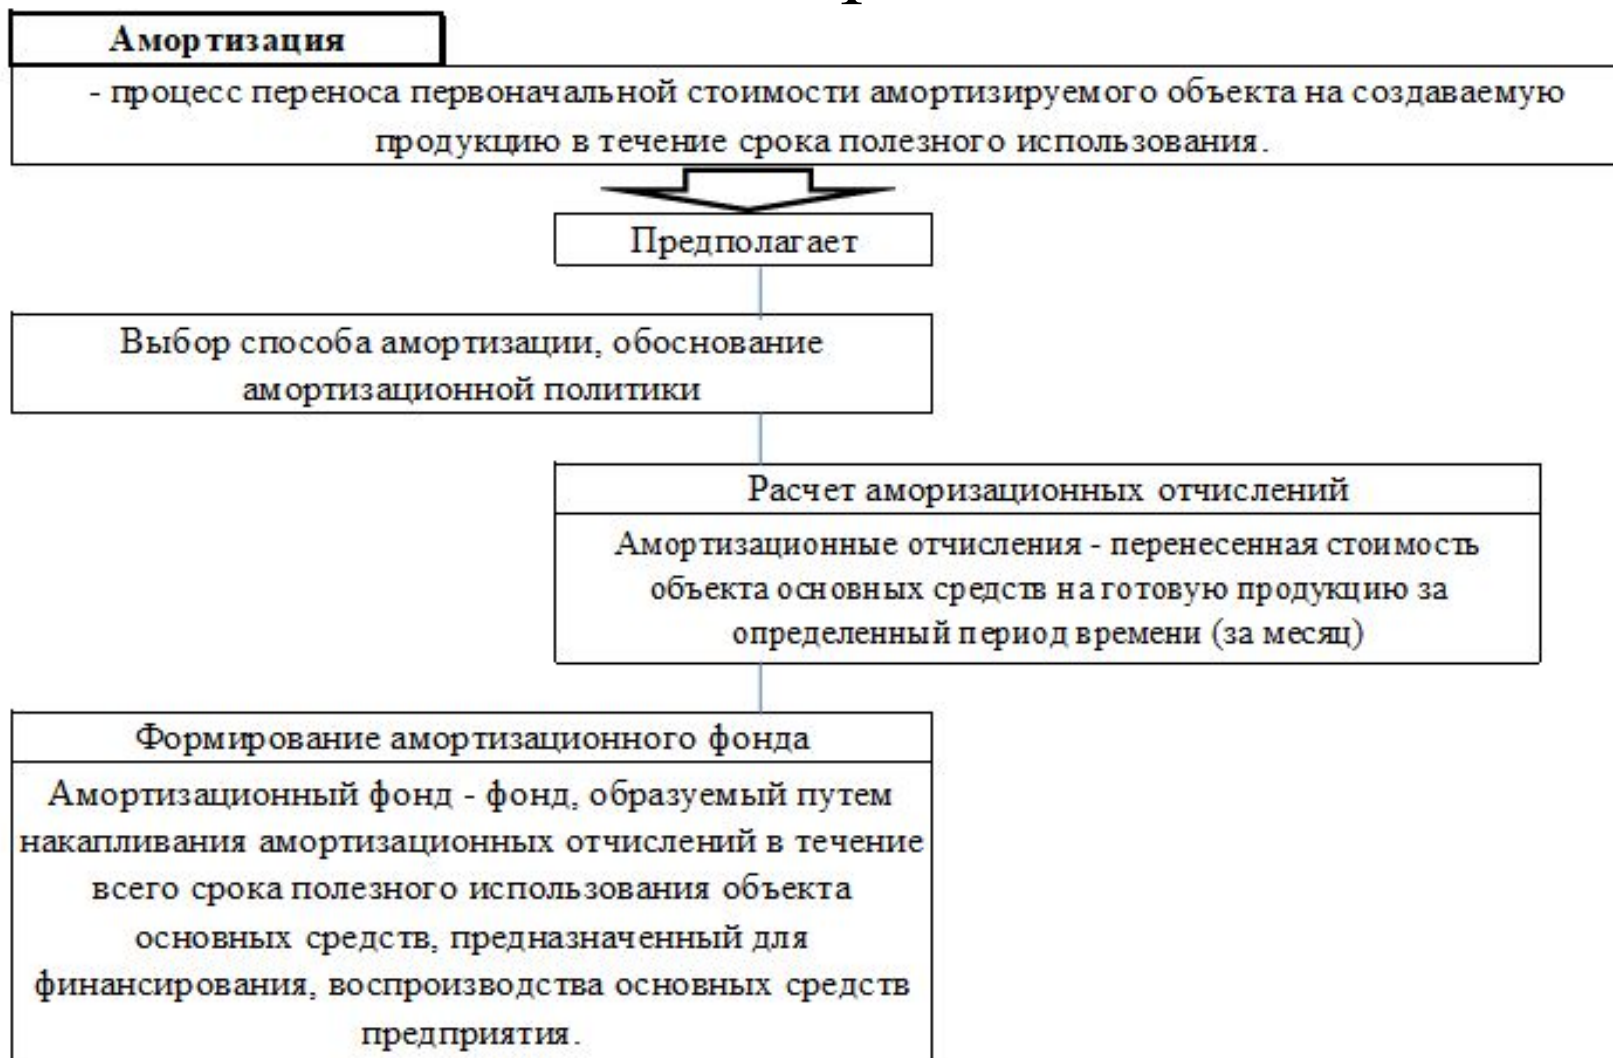 Амортизация
- процесс переноса первоначальной стоимости амортизируемого объекта на создаваемую
продукцию в течение срока полезного использования.
Предполагает
Выбор способа амортизации, обоснование
амортизационной политики
Расчет аморизационных отчислений
Амортизационные отчисления - перенесенная стоимость
объекта основных средств на готовую продукцию за
определенный период времени (за месяц)
Формирование амортизационного фонда
Амортизационный фонд - фонд, образуемый путем
накапливания амортизационных отчислений в течение
всего срока полезного использования объекта
основных средств, предназначенный для
финансирования, воспроизводства основных средств
предприятия.